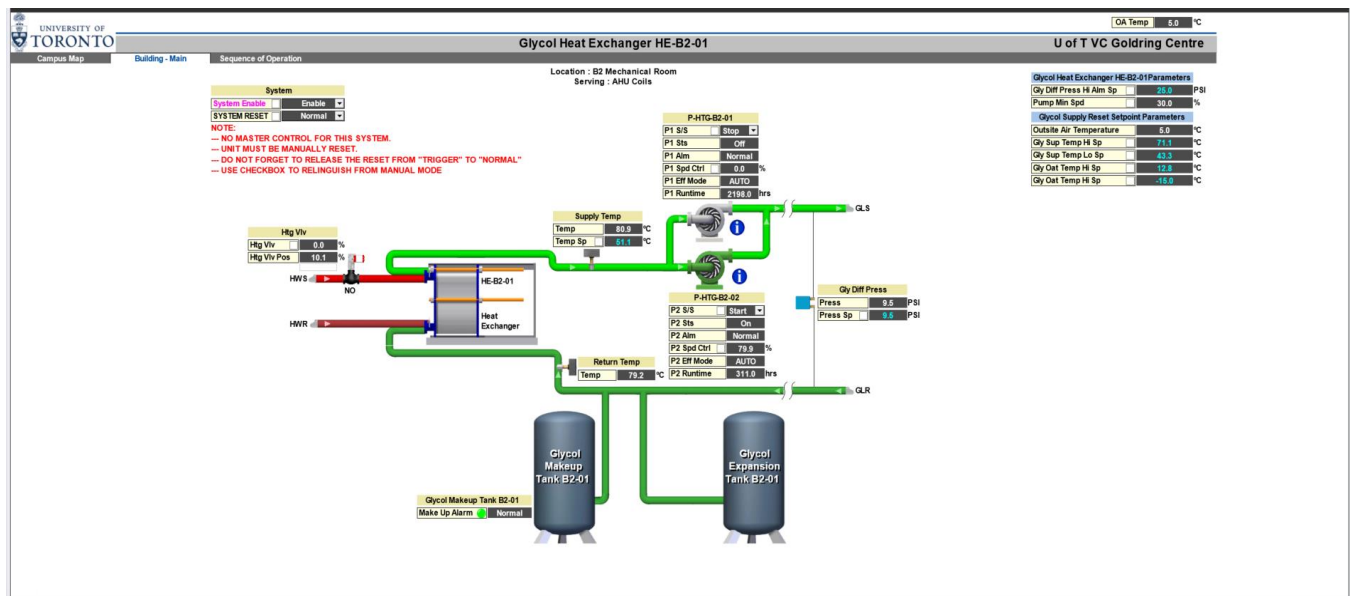 OA Temp 5.0 °C
UNIVERSITY OF
TORONTO
Glycol Heat Exchanger HE-B2-01
U of T VC Goldring Centre
Campus Map
Building - Main
Sequence of Operation
Location : B2 Mechanical Room
Serving : AHU Coils
System
System Enable Enable
SYSTEM RESET Normal
NOTE:
--- NO MASTER CONTROL FOR THIS SYSTEM.
--- UNIT MUST BE MANUALLY RESET.
--- DO NOT FORGET TO RELEASE THE RESET FROM "TRIGGER" TO "NORMAL"
--- USE CHECKBOX TO RELINGUISH FROM MANUAL MODE
Glycol Heat Exchanger HE-B2-01Parameters
Gly Diff Press Hi Alm Sp 25.0 PSI
Pump Min Spd 30.0 %
Glycol Supply Reset Setpoint Parameters
Outsite Air Temperature 5.0 °C
Gly Sup Temp Hi Sp 71.1 °C
Gly Sup Temp Lo Sp 43.3 °C
Gly Oat Temp Hi Sp 12.8 °C
Gly Oat Temp Hi Sp -15.0 °C
P-HTG-B2-01
P1 S/S Stop
P1 Sts Off
P1 Alm Normal
P1 Spd Ctrl 0.0 %
P1 Eff Mode AUTO
P1 Runtime 2198.0 hrs
GLS
Supply Temp
Temp 80.9 °C
Temp Sp 51.1 °C
Htg Vlv
Htg Vlv 0.0 %
Htg Vlv Pos 10.1 %
HWS
NO
HE-B2-01
Heat
Exchanger
HWR
P-HTG-B2-02
P2 S/S Start
P2 Sts On
P2 Alm Normal
P2 Spd Ctrl 79.9 %
P2 Eff Mode AUTO
P2 Runtime 311.0 hrs
Gly Diff Press
Press 9.5 PSI
Press Sp 9.5 PSI
Return Temp
Temp 79.2 °C
GLR
Glycol
Makeup
Tank B2-01
Glycol
Expansion
Tank B2-01
Glycol Makeup Tank B2-01
Make Up Alarm Normal